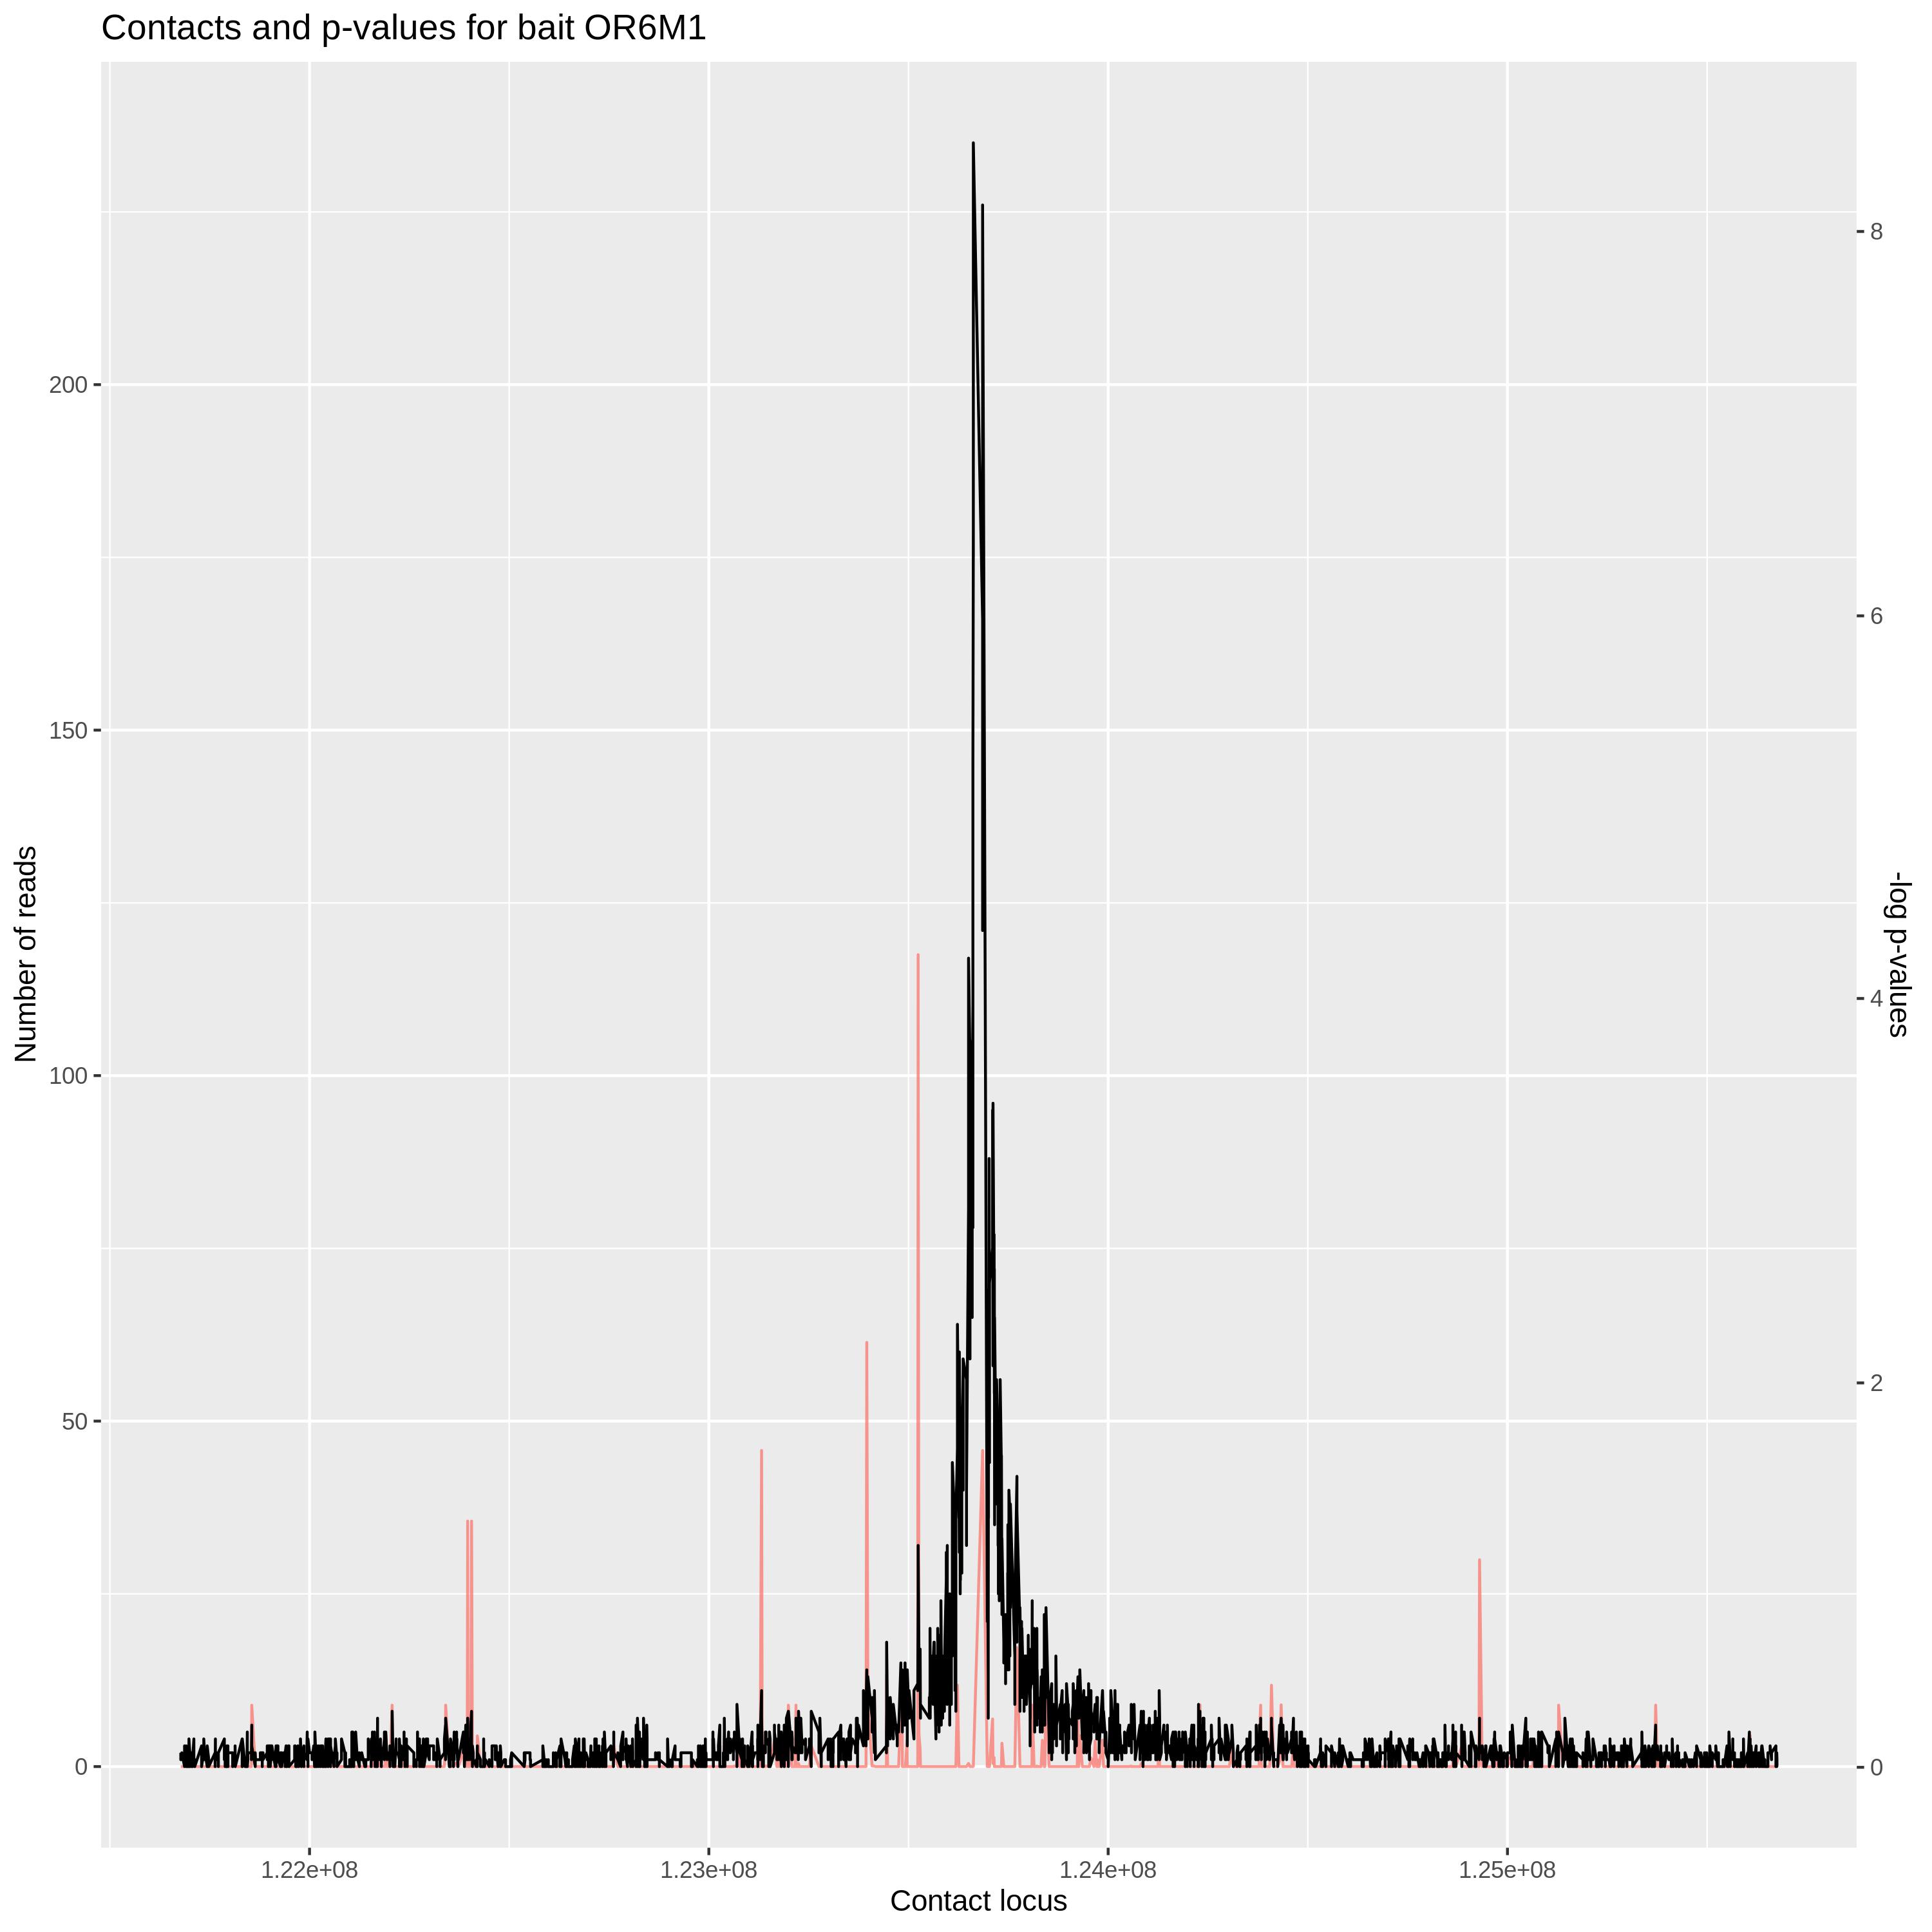 Contacts and p-values for bait OR6M1
Number of reads
200
150
100
50
0
8
6
4
2
0
-log p-values
1.22e+08
1.23e+08
1.24e+08
1.25e+08
Contact locus